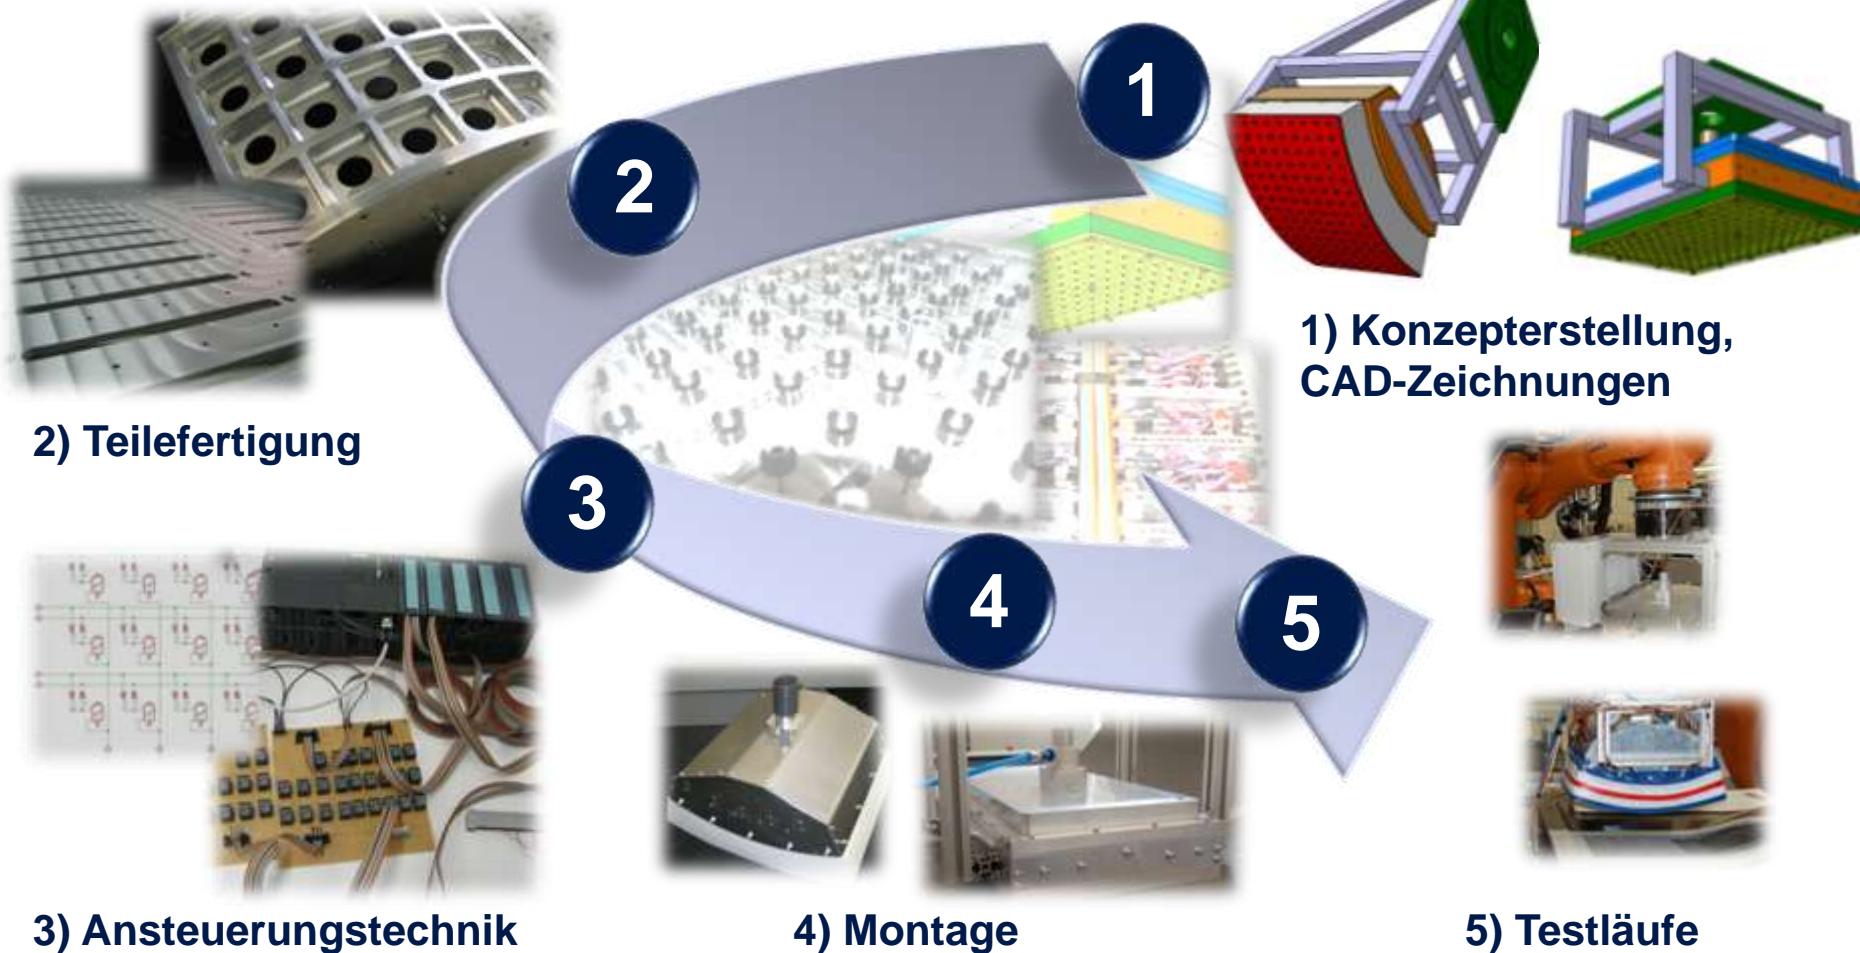 1
1) Konzepterstellung,
CAD-Zeichnungen
2
2) Teilefertigung
3
3) Ansteuerungstechnik
4
4) Montage
5
5) Testläufe